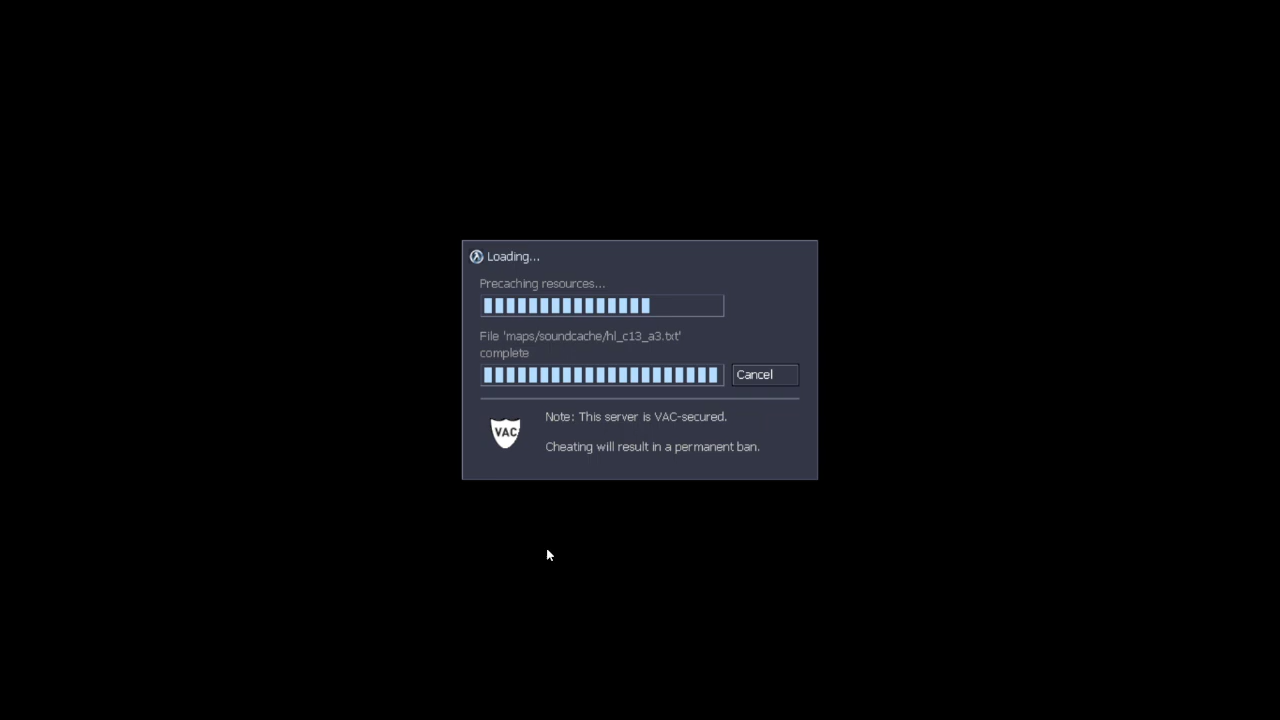 Loading...
Precaching resources...
File 'maps/soundcache/hl_c13_a3.txt'
complete
Cancel
Note: This server is VAC-secured.
VAC
Cheating will result in a permanent ban.